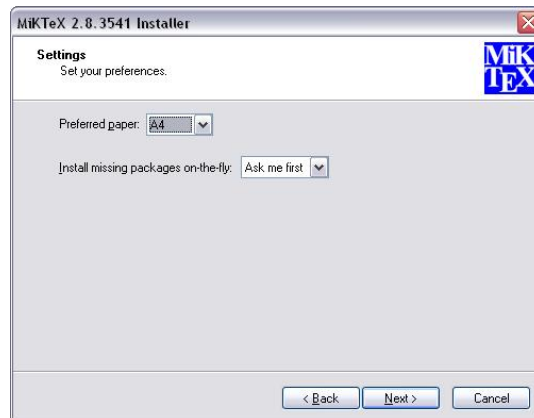 MiKTeX 2.8.3541 Installer
Settings
Set your preferences.
MiK
TEX
Preferred paper: A4
Install missing packages on-the-fly: Ask me first
< Back Next > Cancel